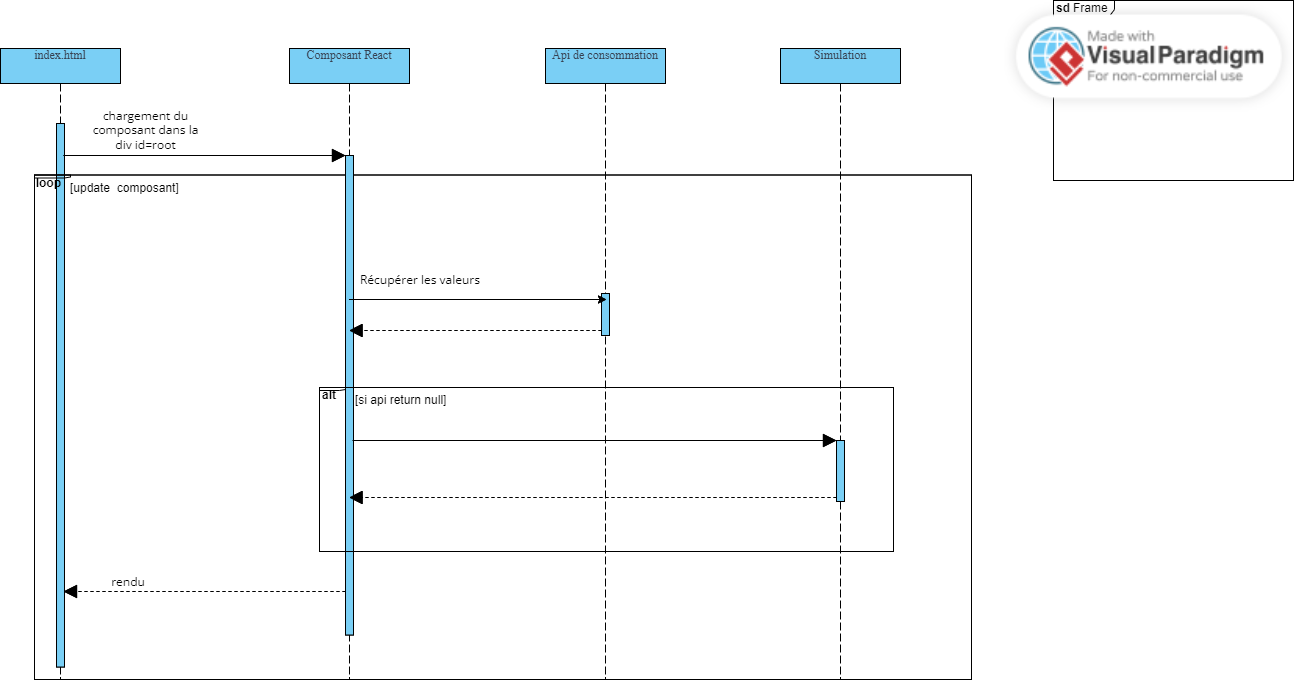 sd Frame
Made with
Visual Paradigm
For non-commercial use
index.html
Composant React
Api de consommation
Simulation
chargement du
composant dans la
div id=root
loop
[update composant]
Récupérer les valeurs
alt
[si api return null]
rendu